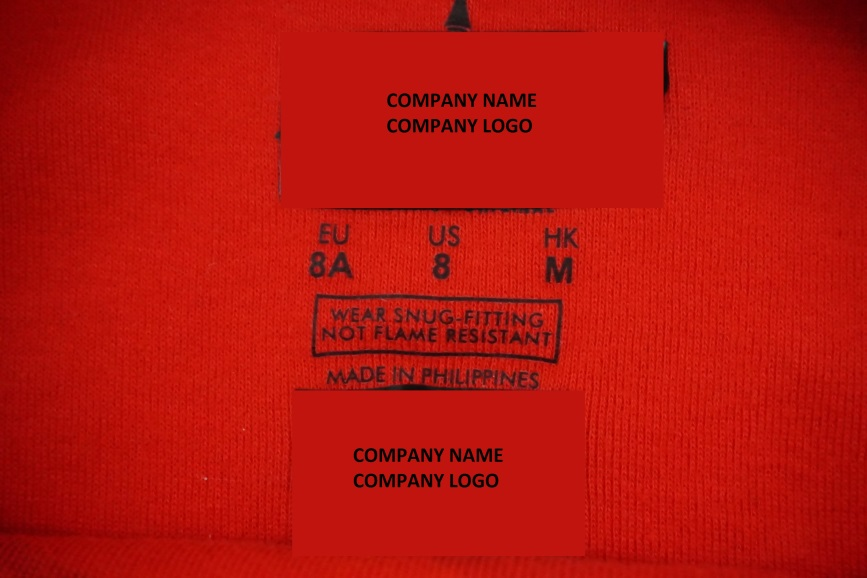 COMPANY NAME
COMPANY LOGO
EU US HK
8A 8 M
WEAR SNUG-FITTING
NOT FLAME RESISTANT
MADE IN PHILIPPINES
COMPANY NAME
COMPANY LOGO